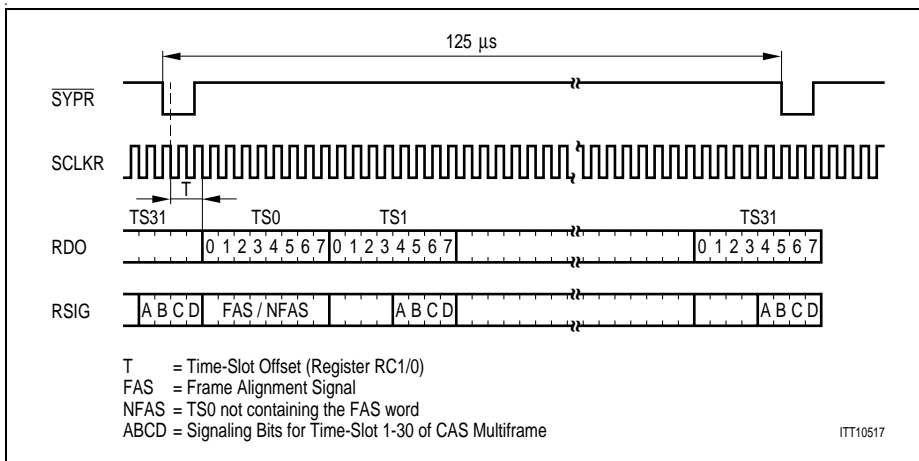 125 µs
SYPR
SCLKR
T
TS31 TS0 TS1 TS31
RDO 0 1 2 3 4 5 6 7 0 1 2 3 4 5 6 7 0 1 2 3 4 5 6 7
RSIG A B C D FAS / NFAS A B C D A B C D
T = Time-Slot Offset (Register RC1/0)
FAS = Frame Alignment Signal
NFAS = TS0 not containing the FAS word
ABCD = Signaling Bits for Time-Slot 1-30 of CAS Multiframe
ITT10517